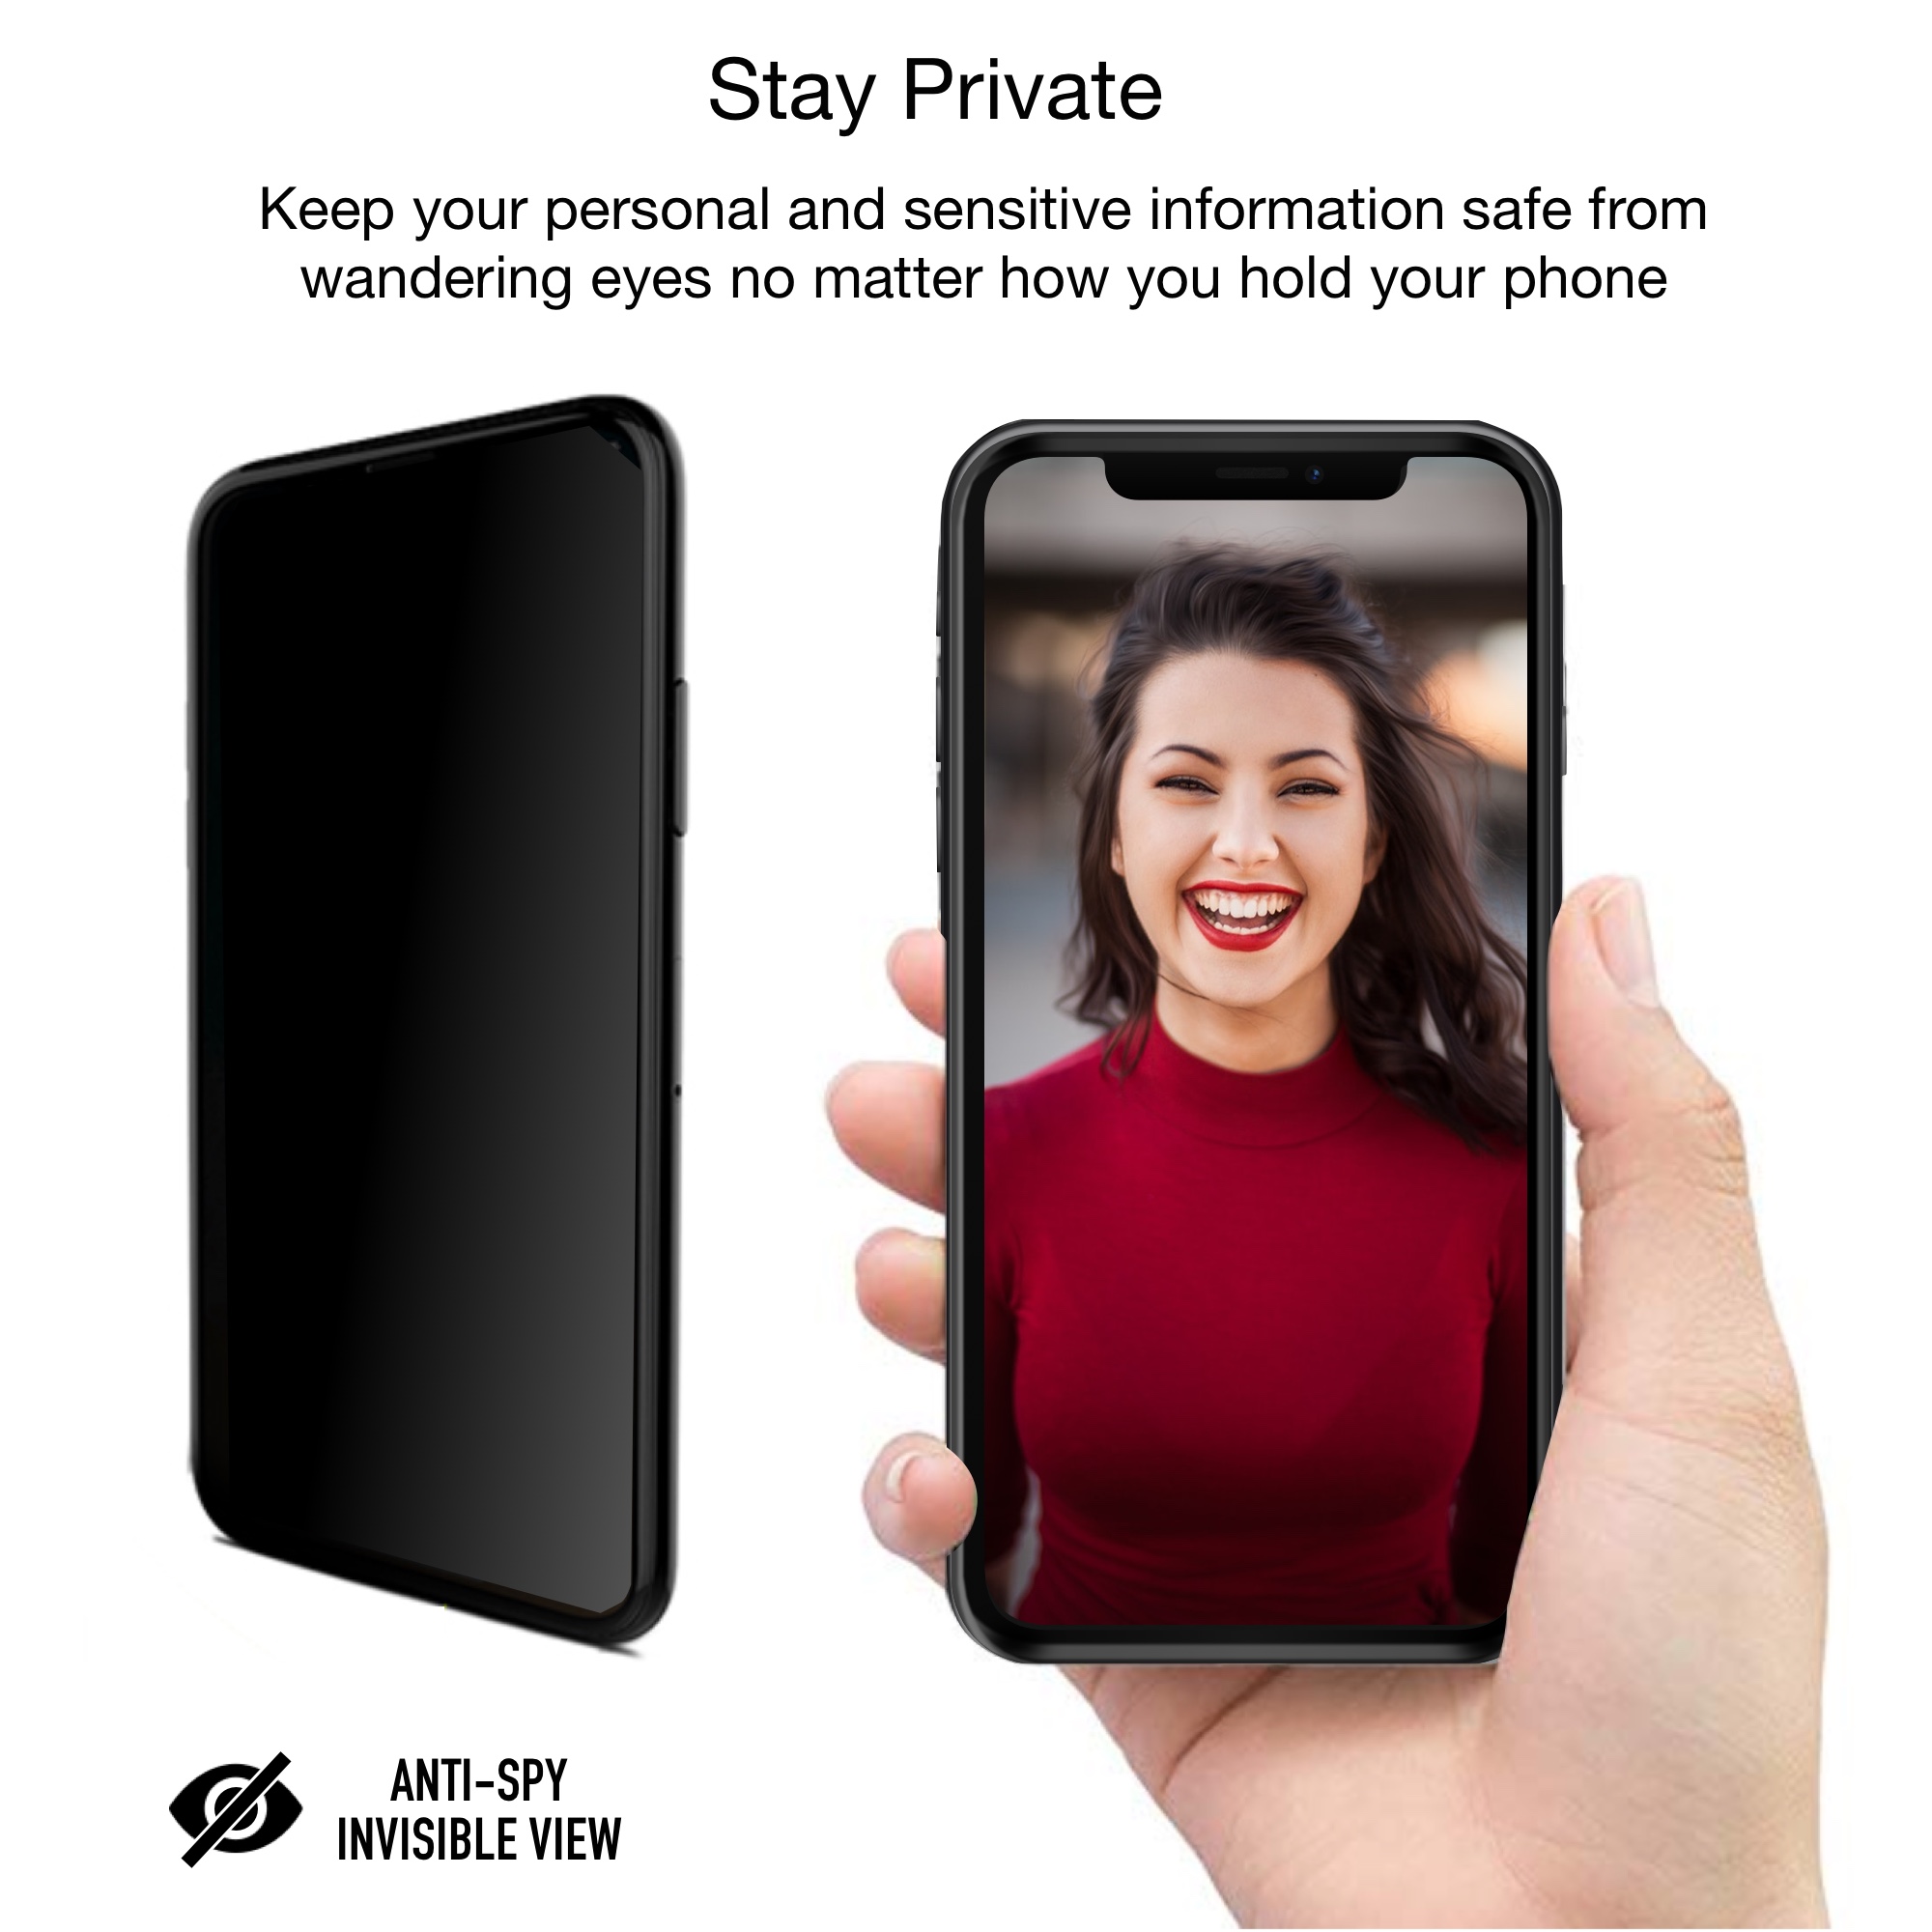 Stay Private
Keep your personal and sensitive information safe from
wandering eyes no matter how you hold your phone
ANTI-SPY
INVISIBLE VIEW